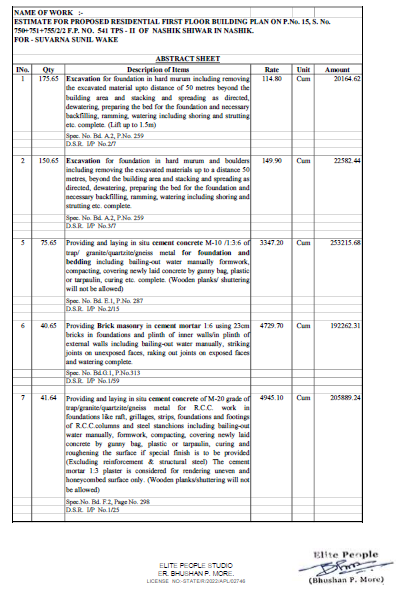 NAME OF WORK :-
ESTIMATE FOR PROPOSED RESIDENTIAL FIRST FLOOR BUILDING PLAN ON P.No. 15, S. No.
750+751+755/2/2 F.P. NO. 541 TPS - II OF NASHIK SHIWAR IN NASHIK.
FOR - SUVARNA SUNIL WAKE
ABSTRACT SHEET
INo. Qty Description of Items Rate Unit Amount
1 175.65 Excavation for foundation in hard murum including removing 114.80 Cum 20164.62
the excavated material upto distance of 50 metres beyond the
building area and stacking and spreading as directed,
dewatering, preparing the bed for the foundation and necessary
backfilling, ramming, watering including shoring and strutting
etc. complete. (Lift up to 1.5m)
Spec. No. Bd. A.2, P.No. 259
D.S.R. I/P No.2/7
2 150.65 Excavation for foundation in hard murum and boulders 149.90 Cum 22582.44
including removing the excavated materials up to a distance 50
metres, beyond the building area and stacking and spreading as
directed, dewatering, preparing the bed for the foundation and
necessary backfilling, ramming, watering including shoring and
strutting etc. complete.
Spec. No. Bd. A.2, P.No. 259
D.S.R. I/P No.3/7
5 75.65 Providing and laying in situ cement concrete M-10 /1:3:6 of 3347.20 Cum 253215.68
trap/ granite/quartzite/gneiss metal for foundation and
bedding including bailing-out water manually formwork,
compacting, covering newly laid concrete by gunny bag, plastic
or tarpaulin, curing etc. complete. (Wooden planks/ shuttering
will not be allowed)
Spec. No. Bd. E.1, P.No. 287
D.S.R. I/P No.2/15
6 40.65 Providing Brick masonry in cement mortar 1:6 using 23cm 4729.70 Cum 192262.31
bricks in foundations and plinth of inner walls/in plinth of
external walls including bailing-out water manually, striking
joints on unexposed faces, raking out joints on exposed faces
and watering complete.
Spec. No. Bd.G.1, P.No.313
D.S.R. I/P No.1/59
7 41.64 Providing and laying in situ cement concrete of M-20 grade of 4945.10 Cum 205889.24
trap/granite/quartzite/gneiss metal for R.C.C. work in
foundations like raft, grillages, strips, foundations and footings
of R.C.C.columns and steel stanchions including bailing-out
water manually, formwork, compacting, covering newly laid
concrete by gunny bag, plastic or tarpaulin, curing and
roughening the surface if special finish is to be provided
(Excluding reinforcement & structural steel) The cement
mortar 1:3 plaster is considered for rendering uneven and
honeycombed surface only. (Wooden planks/shuttering will not
be allowed)
Spec.No. Bd. F.2, Page No. 298
D.S.R. I/P No.1/25
Elite People
(Bhushan P. More)
ELITE PEOPLE STUDIO
ER. BHUSHAN P. MORE.
LICENSE NO-STATER/2022/APL/02746